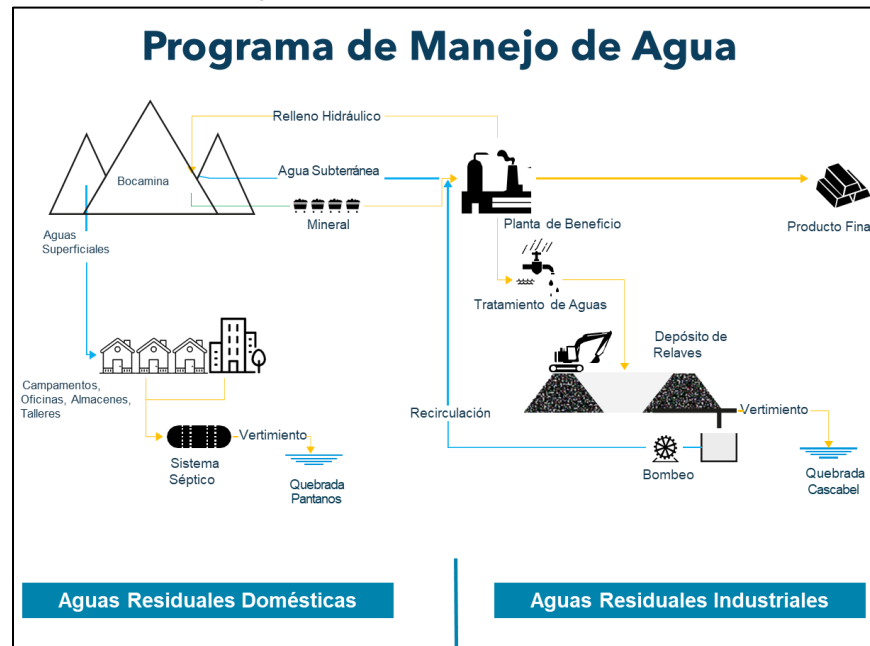 Programa de Manejo de Agua
Relleno Hidráulico
Bocamina
Agua Subterránea
Mineral
Planta de Beneficio
Producto Fina
Aguas
Superficiales
Tratamiento de Aguas
Depósito de
Relaves
Campamentos,
Oficinas, Almacenes,
Talleres
Recirculación
Vertimiento
Vertimiento
Sistema
Séptico
Quebrada
Pantanos
Bombeo
Quebrada
Cascabel
Aguas Residuales Domésticas
Aguas Residuales Industriales